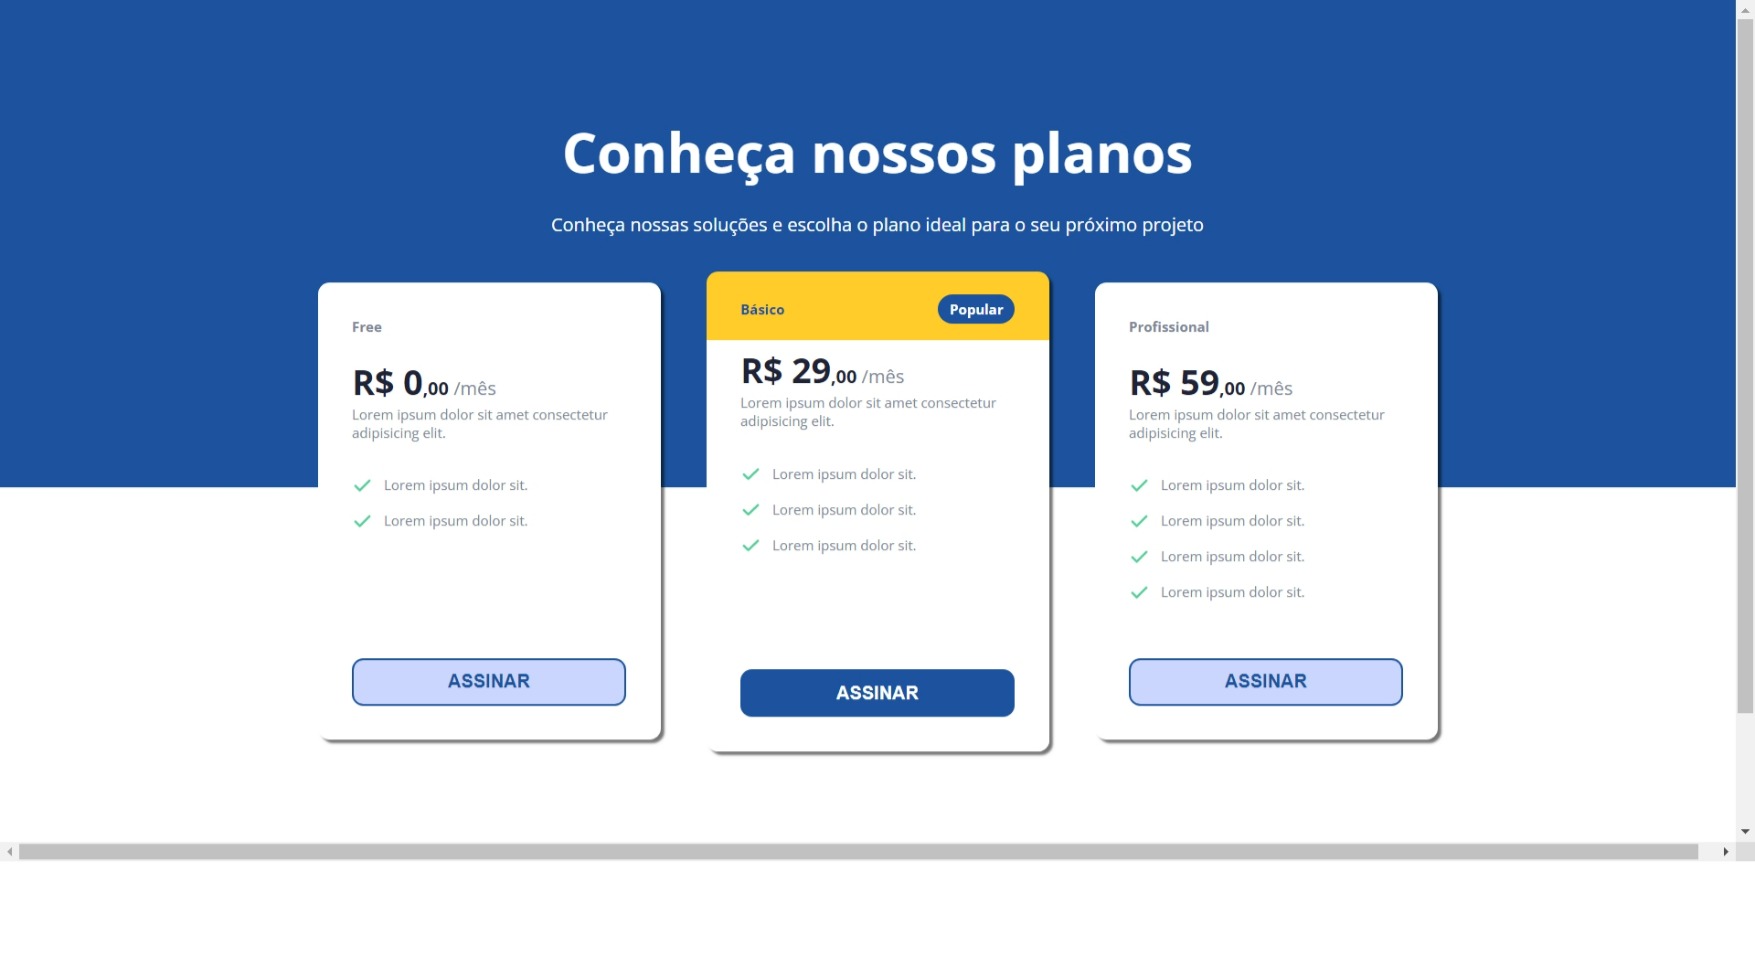 Conheça nossos planos
Conheça nossas soluções e escolha o plano ideal para o seu próximo projeto
Free
R$ 0,00 /mês
Lorem ipsum dolor sit amet consectetur
adipisicing elit.
Lorem ipsum dolor sit.
Lorem ipsum dolor sit.
ASSINAR
Básico
Popular
R$ 29,00 /mês
Lorem ipsum dolor sit amet consectetur
adipisicing elit.
Lorem ipsum dolor sit.
Lorem ipsum dolor sit.
Lorem ipsum dolor sit.
ASSINAR
Profissional
R$ 59,00 /mês
Lorem ipsum dolor sit amet consectetur
adipisicing elit.
Lorem ipsum dolor sit.
Lorem ipsum dolor sit.
Lorem ipsum dolor sit.
Lorem ipsum dolor sit.
ASSINAR